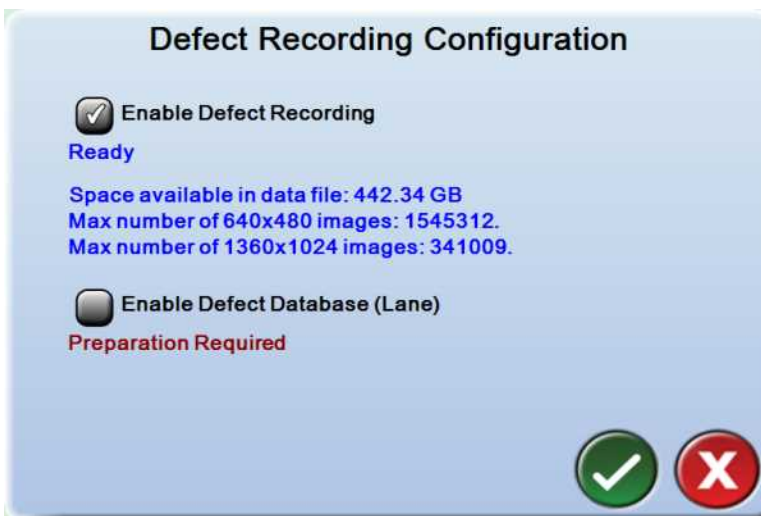 Defect Recording Configuration
Enable Defect Recording
Ready
Space available in data file: 442.34 GB
Max number of 640x480 images: 1545312.
Max number of 1360x1024 images: 341009.
Enable Defect Database (Lane)
Preparation Required